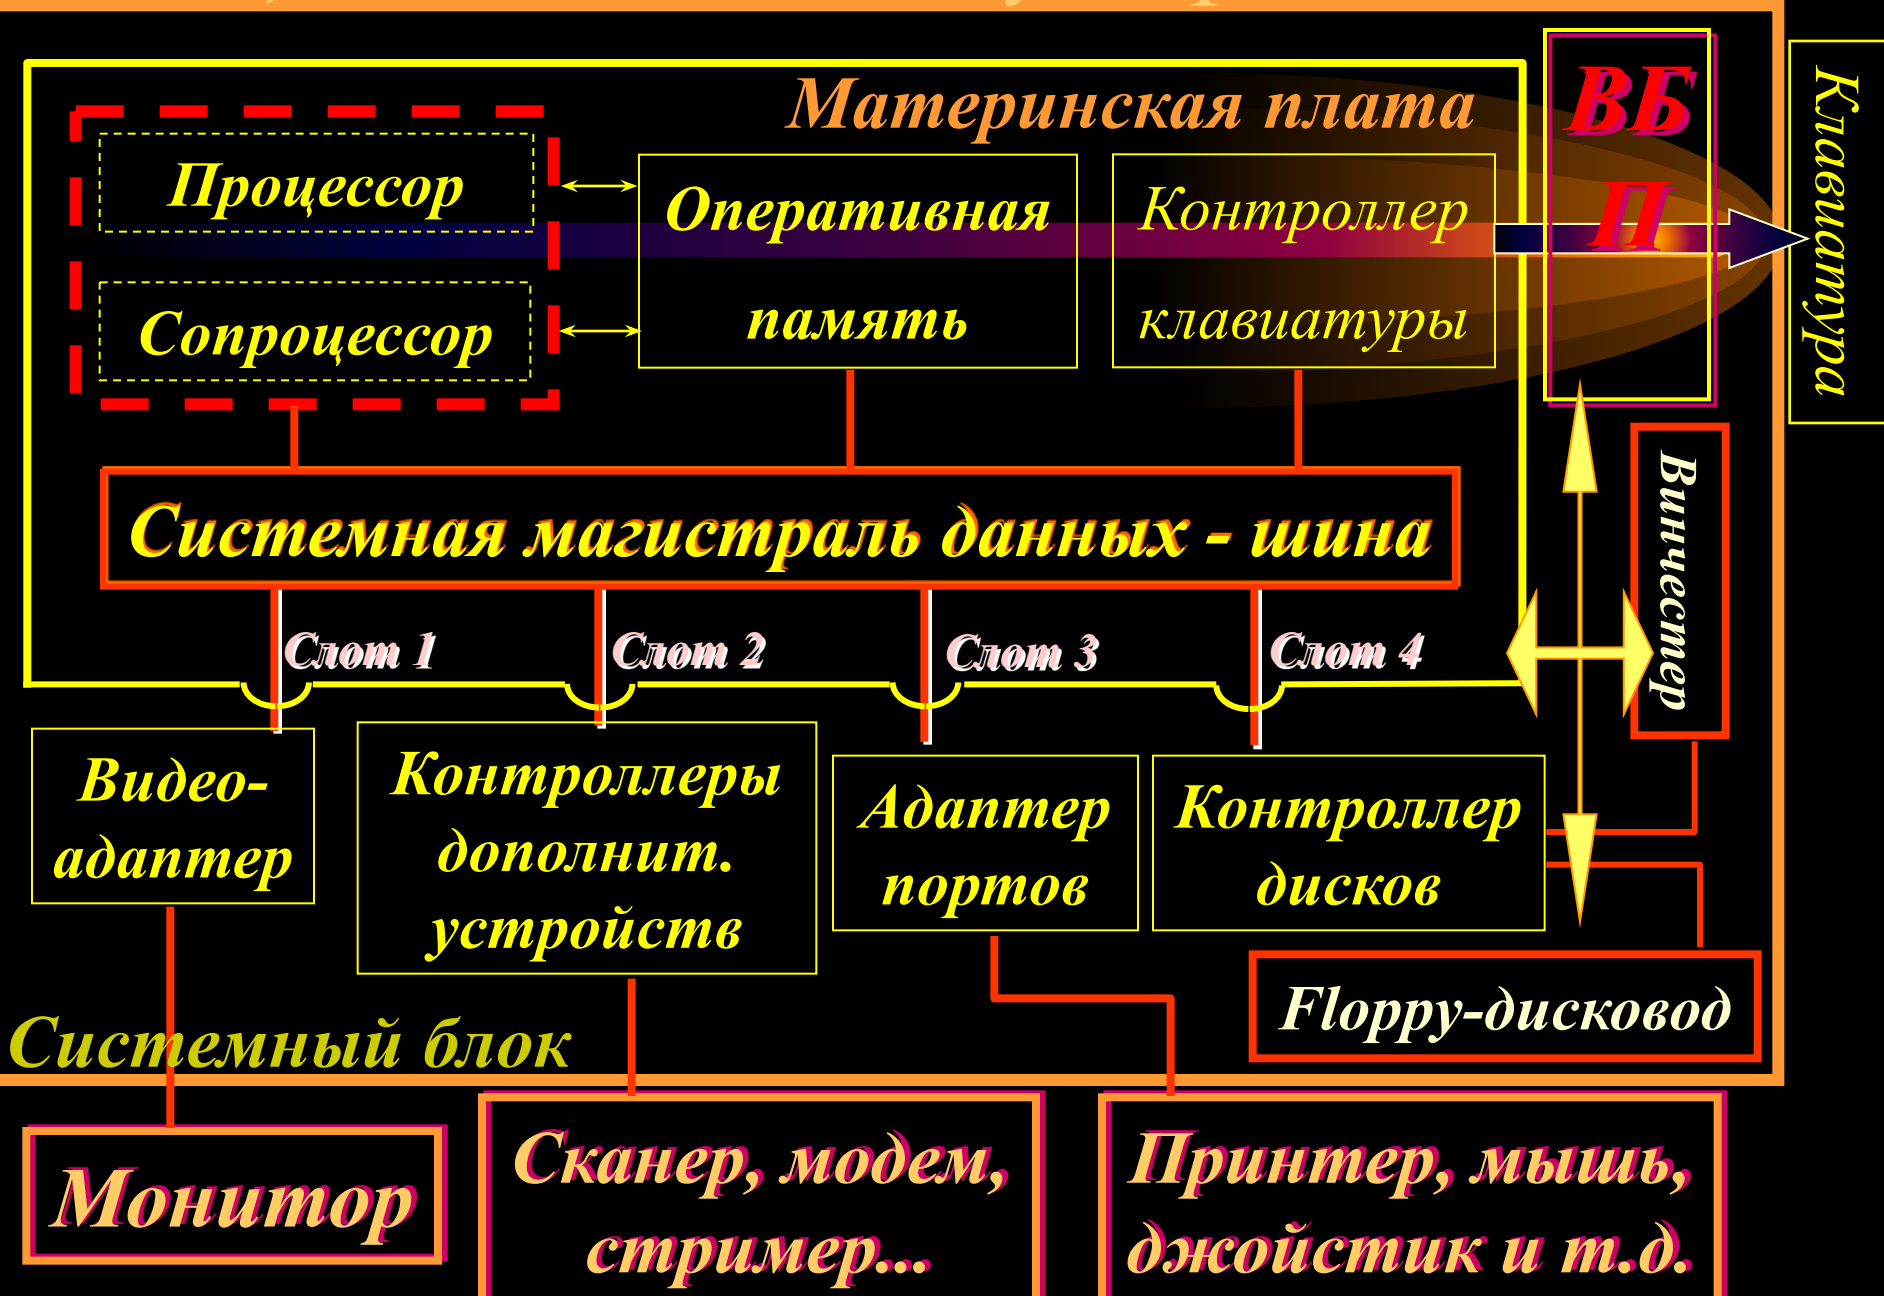 Материнская плата
ВБ
П
Клавиатура
Процессор
Оперативная
память
Контроллер
клавиатуры
Сопроцессор
Системная магистраль данных - шина
Винчестер
Слот 1
Слот 2
Слот 3
Слот 4
Видео-
адаптер
Контроллеры
дополнит.
устройств
Адаптер
портов
Контроллер
дисков
Floppy-дисковод
Системный блок
Монитор
Сканер, модем,
стример...
Принтер, мышь,
джойстик и т.д.